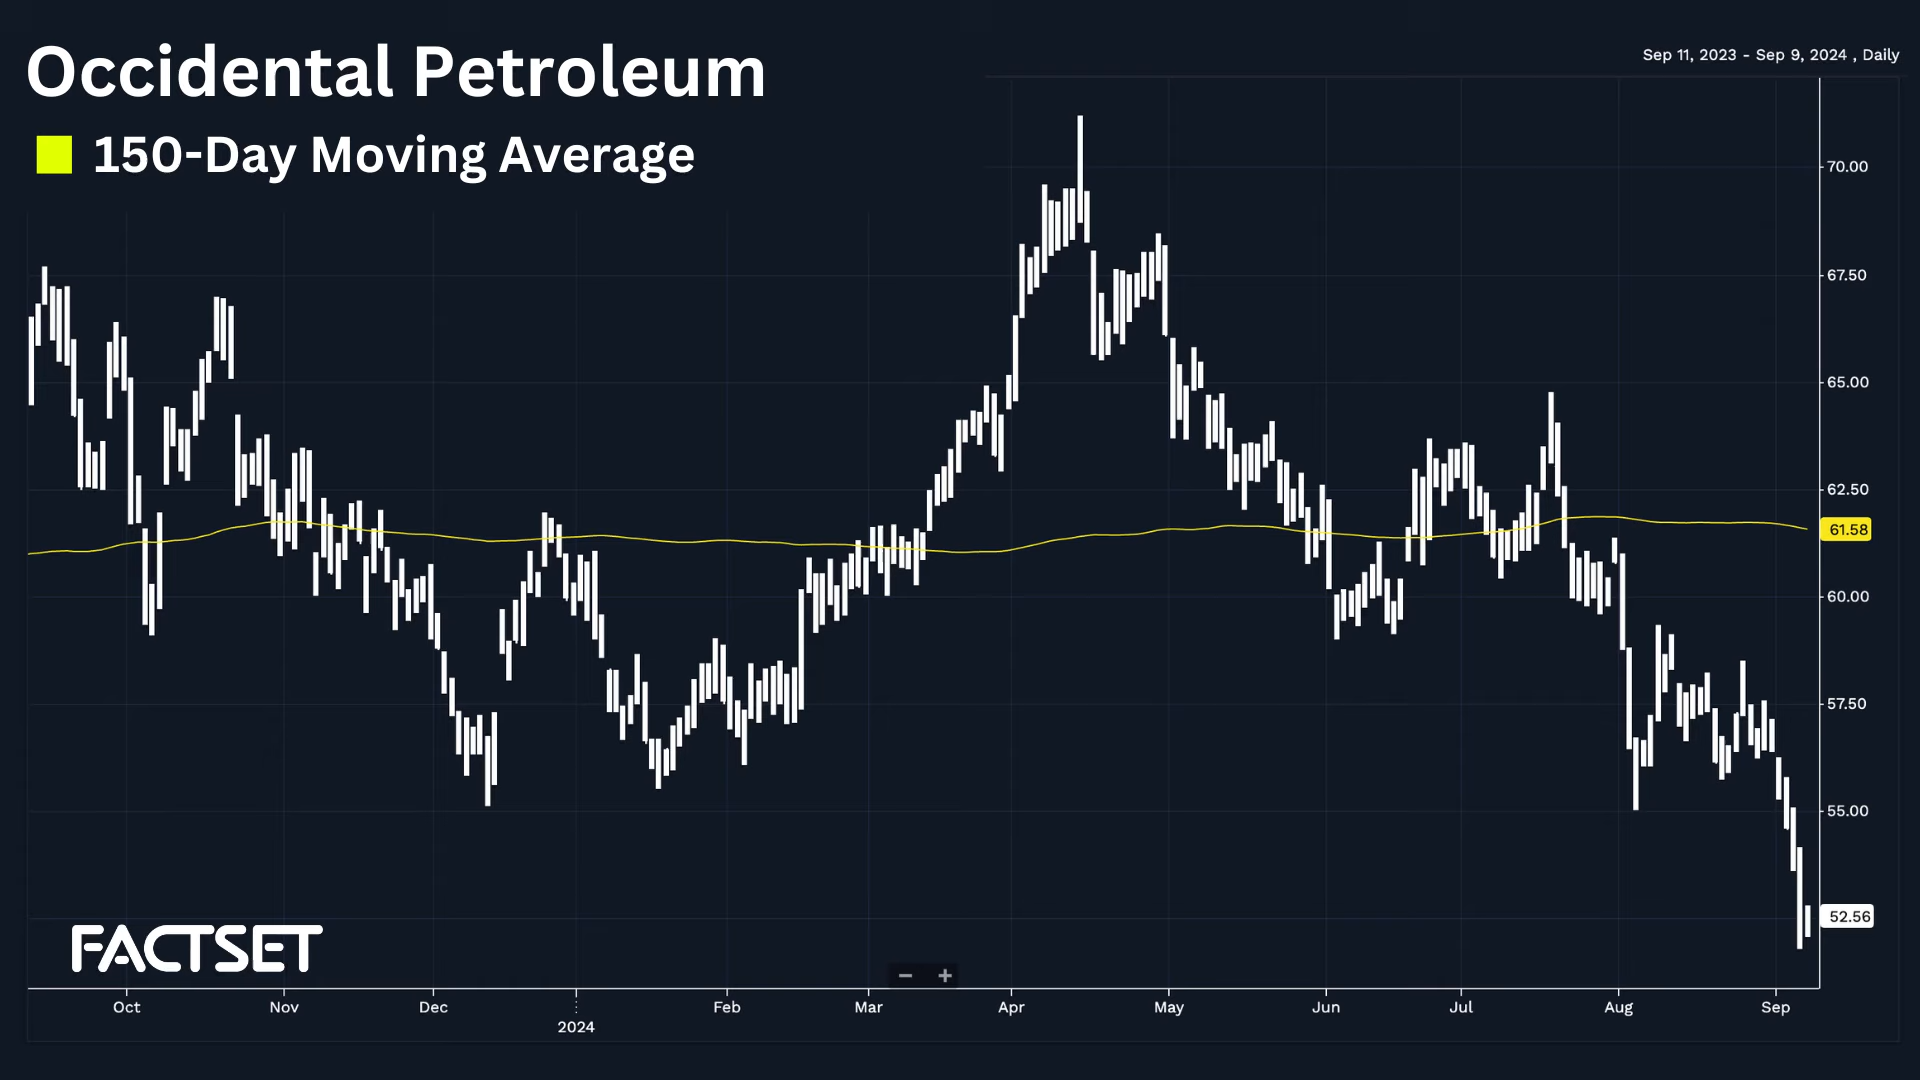 Occidental Petroleum
150-Day Moving Average
Sep 11, 2023 - Sep 9, 2024 , Daily
70.00
67.50
65.00
62.50
61.58
60.00
57.50
55.00
52.56
FACTSET
− +
Oct Nov Dec Feb Mar Apr May Jun Jul Aug Sep
2024